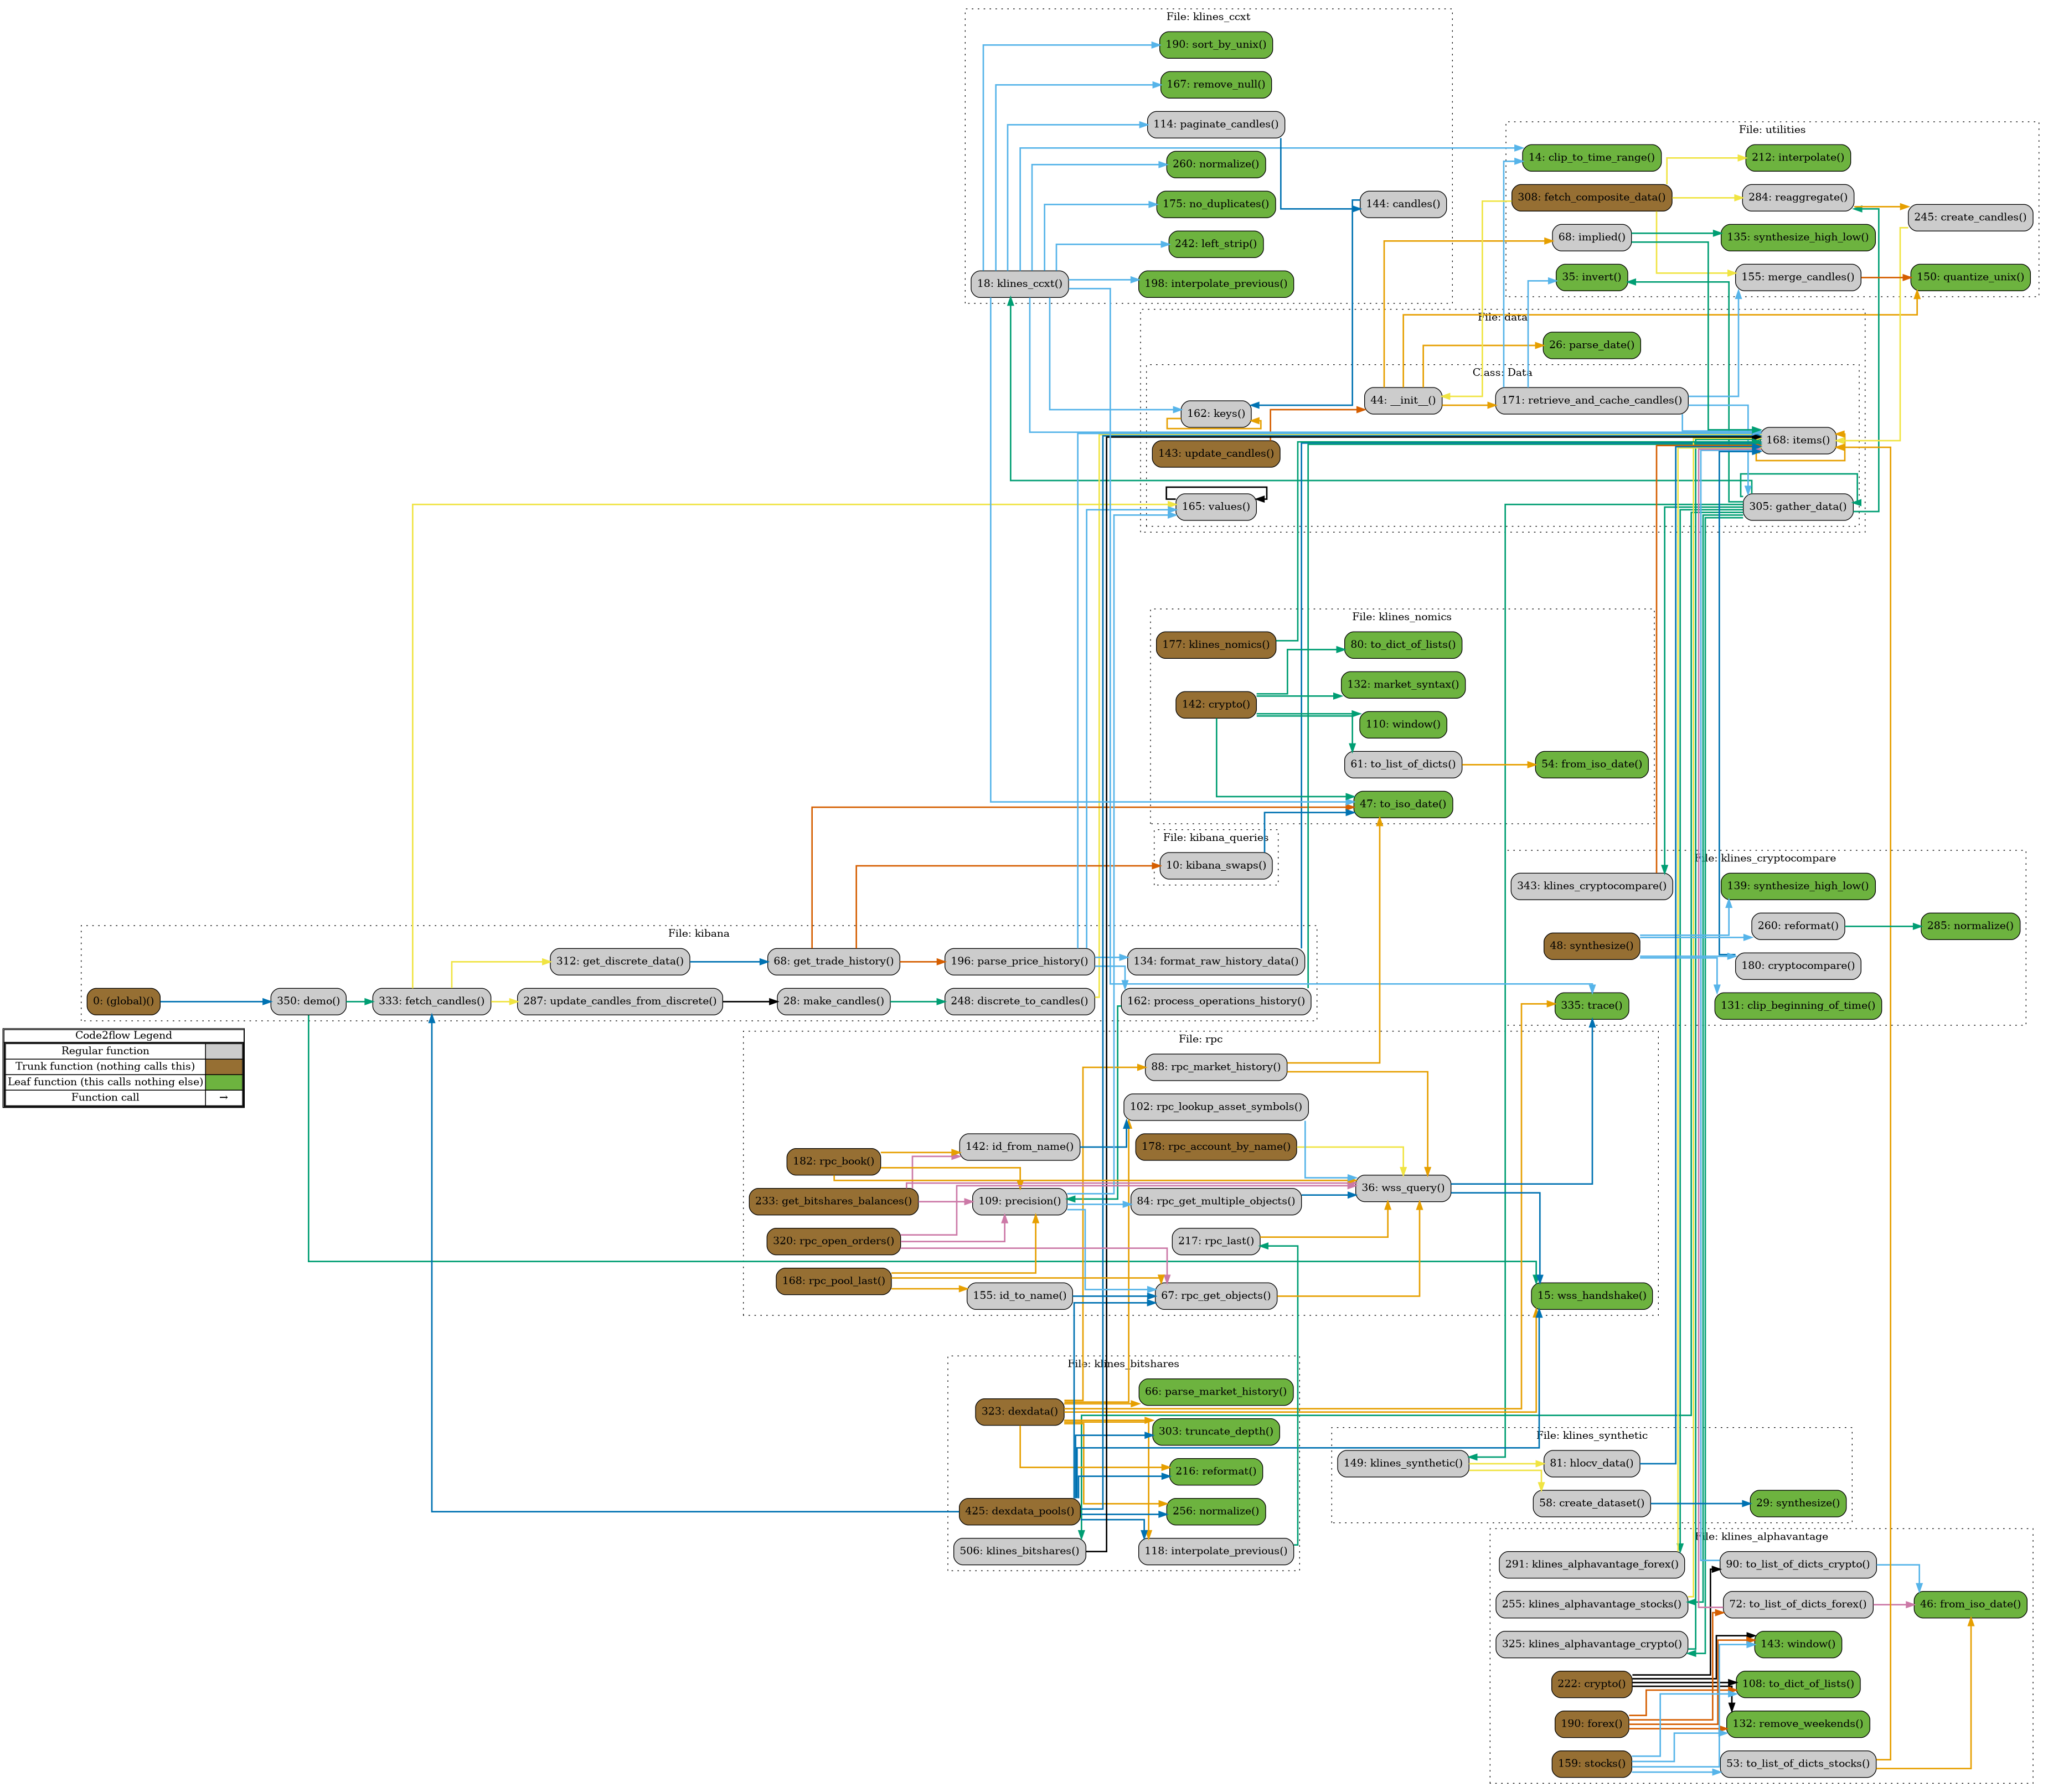 File: klines_ccxt
190: sort_by_unix()
167: remove_null()
114: paginate_candles()
260: normalize()
175: no_duplicates()
144: candles()
242: left_strip()
18: klines_ccxt()
198: interpolate_previous()
File: utilities
14: clip_to_time_range()
212: interpolate()
308: fetch_composite_data()
284: reaggregate()
245: create_candles()
68: implied()
135: synthesize_high_low()
35: invert()
155: merge_candles()
150: quantize_unix()
File: data
26: parse_date()
Class: Data
44: __init__()
171: retrieve_and_cache_candles()
162: keys()
168: items()
143: update_candles()
165: values()
305: gather_data()
File: klines_nomics
177: klines_nomics()
80: to_dict_of_lists()
132: market_syntax()
142: crypto()
110: window()
61: to_list_of_dicts()
54: from_iso_date()
47: to_iso_date()
File: kibana_queries
10: kibana_swaps()
File: klines_cryptocompare
343: klines_cryptocompare()
139: synthesize_high_low()
260: reformat()
285: normalize()
48: synthesize()
180: cryptocompare()
335: trace()
131: clip_beginning_of_time()
File: kibana
312: get_discrete_data()
68: get_trade_history()
196: parse_price_history()
134: format_raw_history_data()
0: (global)()
350: demo()
333: fetch_candles()
287: update_candles_from_discrete()
28: make_candles()
248: discrete_to_candles()
162: process_operations_history()
Code2flow Legend
Regular function
Trunk function (nothing calls this)
Leaf function (this calls nothing else)
Function call →
File: rpc
88: rpc_market_history()
102: rpc_lookup_asset_symbols()
142: id_from_name()
178: rpc_account_by_name()
182: rpc_book()
36: wss_query()
233: get_bitshares_balances()
109: precision()
84: rpc_get_multiple_objects()
320: rpc_open_orders()
217: rpc_last()
168: rpc_pool_last()
155: id_to_name()
67: rpc_get_objects()
15: wss_handshake()
File: klines_bitshares
66: parse_market_history()
323: dexdata()
303: truncate_depth()
216: reformat()
425: dexdata_pools()
256: normalize()
506: klines_bitshares()
118: interpolate_previous()
File: klines_synthetic
149: klines_synthetic()
81: hlocv_data()
58: create_dataset()
29: synthesize()
File: klines_alphavantage
291: klines_alphavantage_forex()
90: to_list_of_dicts_crypto()
255: klines_alphavantage_stocks()
72: to_list_of_dicts_forex()
46: from_iso_date()
325: klines_alphavantage_crypto()
143: window()
222: crypto()
108: to_dict_of_lists()
190: forex()
132: remove_weekends()
159: stocks()
53: to_list_of_dicts_stocks()